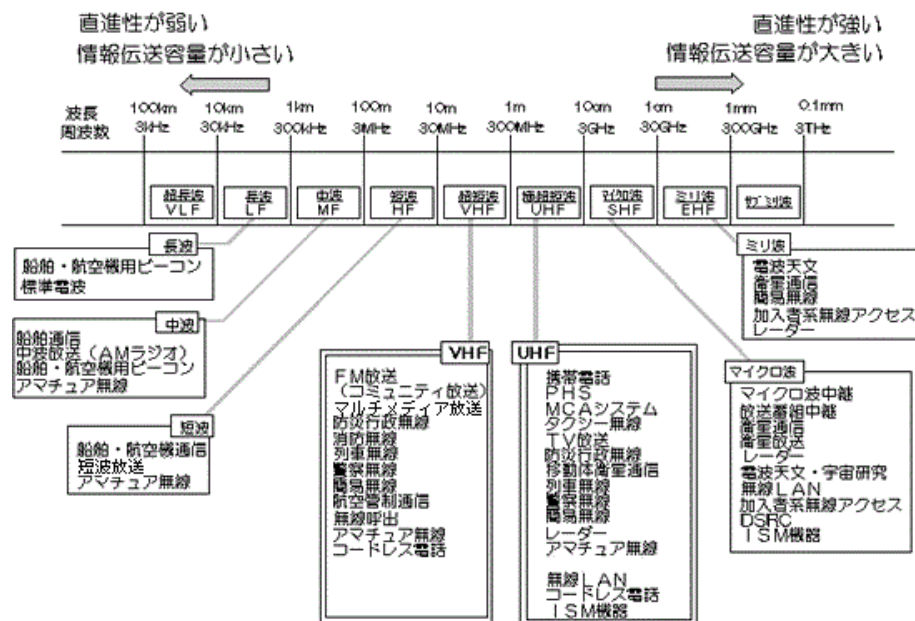 直進性が弱い
情報伝送容量が小さい
直進性が強い
情報伝送容量が大きい
波長
周波数
100km
3kHz
10km
30kHz
1km
300kHz
100m
3MHz
10m
30MHz
1m
300MHz
10cm
3GHz
1cm
30GHz
1mm
300GHz
0.1mm
3THz
超長波
VLF
長波
LF
中波
MF
短波
HF
超短波
VHF
極超短波
UHF
マイクロ波
SHF
ミリ波
EHF
サブミリ波
長波
船舶・航空機用ビーコン
標準電波
中波
船舶通信
中波放送（AMラジオ）
船舶・航空機用ビーコン
アマチュア無線
短波
船舶・航空機通信
短波放送
アマチュア無線
VHF
FM放送
（コミュニティ放送）
マルチメディア放送
防災行政無線
消防無線
列車無線
警察無線
簡易無線
航空管制通信
無線呼出
アマチュア無線
コードレス電話
UHF
携帯電話
PHS
MCAシステム
タクシー無線
TV放送
防災行政無線
移動体衛星通信
列車無線
警察無線
簡易無線
レーダー
アマチュア無線
無線LAN
コードレス電話
ISM機器
ミリ波
電波天文
衛星通信
簡易無線
加入者系無線アクセス
レーダー
マイクロ波
マイクロ波中継
放送番組中継
衛星通信
衛星放送
レーダー
電波天文・宇宙研究
無線LAN
加入者系無線アクセス
DSRC
ISM機器